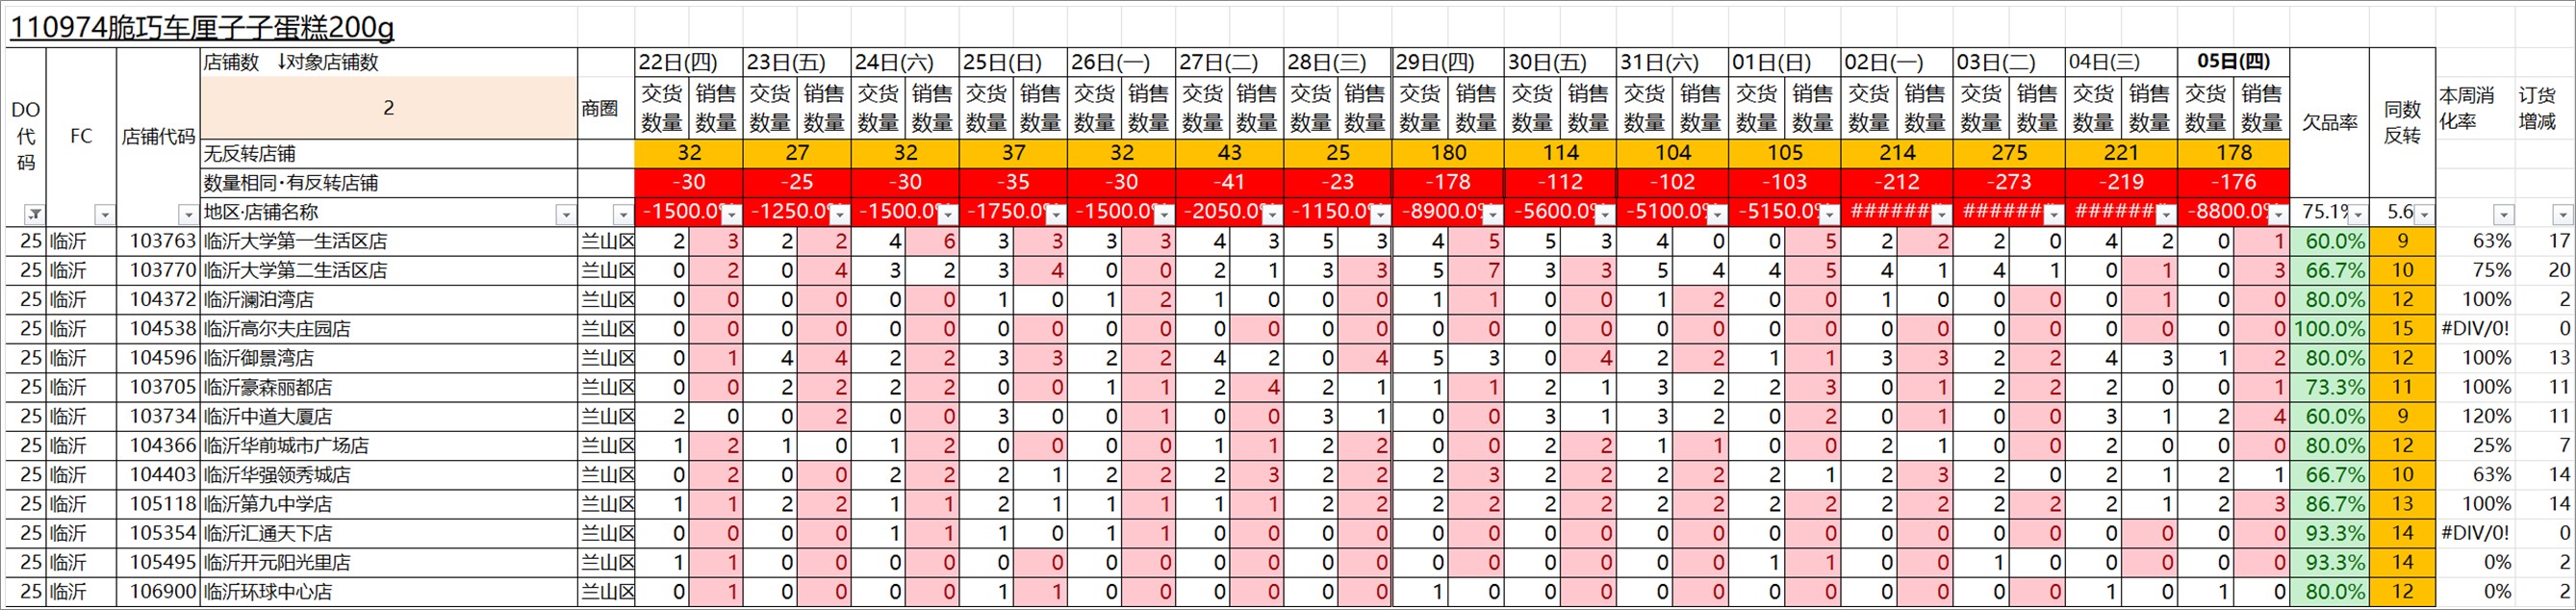 110974脆巧车厘子子蛋糕200g
店铺数 ↓对象店铺数 22日(四) 23日(五) 24日(六) 25日(日) 26日(一) 27日(二) 28日(三) 29日(四) 30日(五) 31日(六) 01日(日) 02日(一) 03日(二) 04日(三) 05日(四)
DO代码 FC 店铺代码 2 商圈 交货数量 销售数量 交货数量 销售数量 交货数量 销售数量 交货数量 销售数量 交货数量 销售数量 交货数量 销售数量 交货数量 销售数量 交货数量 销售数量 交货数量 销售数量 交货数量 销售数量 交货数量 销售数量 交货数量 销售数量 交货数量 销售数量 交货数量 销售数量 交货数量 销售数量 欠品率 同数反转 本周消化率 订货增减
无反转店铺 32 27 32 37 32 43 25 180 114 104 105 214 275 221 178
数量相同·有反转店铺 -30 -25 -30 -35 -30 -41 -23 -178 -112 -102 -103 -212 -273 -219 -176
地区·店铺名称 -1500.0% -1250.0% -1500.0% -1750.0% -1500.0% -2050.0% -1150.0% -8900.0% -5600.0% -5100.0% -5150.0% ####### ####### ####### -8800.0% 75.1% 5.6
25 临沂 103763 临沂大学第一生活区店 兰山区 2 3 2 2 4 6 3 3 3 3 4 3 5 3 4 5 5 3 4 0 0 5 2 2 2 0 4 2 0 1 60.0% 9 63% 17
25 临沂 103770 临沂大学第二生活区店 兰山区 0 2 0 4 3 2 3 4 0 0 2 1 3 3 5 7 3 3 5 4 4 5 4 1 4 1 0 1 0 3 66.7% 10 75% 20
25 临沂 104372 临沂澜泊湾店 兰山区 0 0 0 0 0 0 1 0 1 2 1 0 0 0 1 1 0 0 1 2 0 0 1 0 0 0 0 1 0 0 80.0% 12 100% 2
25 临沂 104538 临沂高尔夫庄园店 兰山区 0 0 0 0 0 0 0 0 0 0 0 0 0 0 0 0 0 0 0 0 0 0 0 0 0 0 0 0 0 0 100.0% 15 #DIV/0! 0
25 临沂 104596 临沂御景湾店 兰山区 0 1 4 4 2 2 3 3 2 2 4 2 0 4 5 3 0 4 2 2 1 1 3 3 2 2 4 3 1 2 80.0% 12 100% 13
25 临沂 103705 临沂豪森丽都店 兰山区 0 0 2 2 2 2 0 0 1 1 2 4 2 1 1 1 2 1 3 2 2 3 0 1 2 2 2 0 0 1 73.3% 11 100% 11
25 临沂 103734 临沂中道大厦店 兰山区 2 0 0 2 0 0 3 0 0 1 0 0 3 1 0 0 3 1 3 2 0 2 0 1 0 0 3 1 2 4 60.0% 9 120% 11
25 临沂 104366 临沂华前城市广场店 兰山区 1 2 1 0 1 2 0 0 0 0 1 1 2 2 0 0 2 2 1 1 0 0 2 1 0 0 2 0 0 0 80.0% 12 25% 7
25 临沂 104403 临沂华强领秀城店 兰山区 0 2 0 0 2 2 2 1 2 2 2 3 2 2 2 3 2 2 2 2 2 1 2 3 2 0 2 1 2 1 66.7% 10 63% 14
25 临沂 105118 临沂第九中学店 兰山区 1 1 2 2 1 1 2 1 1 1 1 1 2 2 2 2 2 2 2 2 2 2 2 2 2 2 2 1 2 3 86.7% 13 100% 14
25 临沂 105354 临沂汇通天下店 兰山区 0 0 0 0 1 1 1 0 1 1 0 0 0 0 0 0 0 0 0 0 0 0 0 0 0 0 0 0 0 0 93.3% 14 #DIV/0! 0
25 临沂 105495 临沂开元阳光里店 兰山区 1 1 0 0 0 0 0 0 0 0 0 0 0 0 0 0 0 0 0 0 1 1 0 0 1 0 0 0 0 0 93.3% 14 0% 2
25 临沂 106900 临沂环球中心店 兰山区 0 1 0 0 0 0 1 1 0 0 0 0 0 0 1 0 0 0 0 0 0 0 0 0 0 0 1 0 1 0 80.0% 12 0% 2